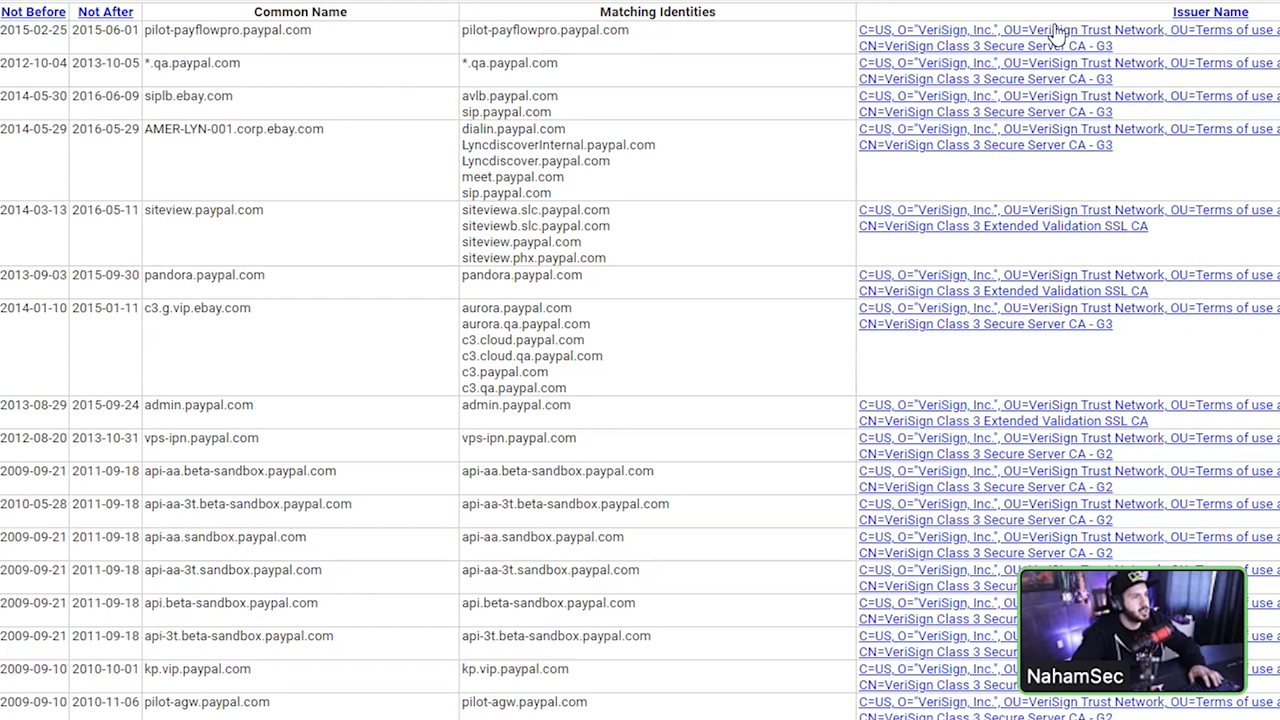 Not Before Not After Common Name Matching Identities Issuer Name
2015-02-25 2015-06-01 pilot-payflowpro.paypal.com pilot-payflowpro.paypal.com C=US, O="VeriSign, Inc.", OU=VeriSign Trust Network, OU=Terms of use a
CN=VeriSign Class 3 Secure Server CA - G3
2012-10-04 2013-10-05 *.qa.paypal.com *.qa.paypal.com C=US, O="VeriSign, Inc.", OU=VeriSign Trust Network, OU=Terms of use a
CN=VeriSign Class 3 Secure Server CA - G3
2014-05-30 2016-06-09 siplb.ebay.com avlb.paypal.com C=US, O="VeriSign, Inc.", OU=VeriSign Trust Network, OU=Terms of use a
sip.paypal.com CN=VeriSign Class 3 Secure Server CA - G3
2014-05-29 2016-05-29 AMER-LYN-001.corp.ebay.com dialin.paypal.com C=US, O="VeriSign, Inc.", OU=VeriSign Trust Network, OU=Terms of use a
LyncdiscoverInternal.paypal.com CN=VeriSign Class 3 Secure Server CA - G3
Lyncdiscover.paypal.com
meet.paypal.com
sip.paypal.com
2014-03-13 2016-05-11 siteview.paypal.com siteviewa.slc.paypal.com C=US, O="VeriSign, Inc.", OU=VeriSign Trust Network, OU=Terms of use a
siteviewb.slc.paypal.com CN=VeriSign Class 3 Extended Validation SSL CA
siteview.paypal.com
siteview.phx.paypal.com
2013-09-03 2015-09-30 pandora.paypal.com pandora.paypal.com C=US, O="VeriSign, Inc.", OU=VeriSign Trust Network, OU=Terms of use a
CN=VeriSign Class 3 Extended Validation SSL CA
2014-01-10 2015-01-11 c3.g.vip.ebay.com aurora.paypal.com C=US, O="VeriSign, Inc.", OU=VeriSign Trust Network, OU=Terms of use a
aurora.qa.paypal.com CN=VeriSign Class 3 Secure Server CA - G3
c3.cloud.paypal.com
c3.cloud.qa.paypal.com
c3.paypal.com
c3.qa.paypal.com
2013-08-29 2015-09-24 admin.paypal.com admin.paypal.com C=US, O="VeriSign, Inc.", OU=VeriSign Trust Network, OU=Terms of use a
CN=VeriSign Class 3 Extended Validation SSL CA
2012-08-20 2013-10-31 vps-ipn.paypal.com vps-ipn.paypal.com C=US, O="VeriSign, Inc.", OU=VeriSign Trust Network, OU=Terms of use a
CN=VeriSign Class 3 Secure Server CA - G2
2009-09-21 2011-09-18 api-aa.beta-sandbox.paypal.com api-aa.beta-sandbox.paypal.com C=US, O="VeriSign, Inc.", OU=VeriSign Trust Network, OU=Terms of use a
CN=VeriSign Class 3 Secure Server CA - G2
2010-05-28 2011-09-18 api-aa-3t.beta-sandbox.paypal.com api-aa-3t.beta-sandbox.paypal.com C=US, O="VeriSign, Inc.", OU=VeriSign Trust Network, OU=Terms of use a
CN=VeriSign Class 3 Secure Server CA - G2
2009-09-21 2011-09-18 api-aa.sandbox.paypal.com api-aa.sandbox.paypal.com C=US, O="VeriSign, Inc.", OU=VeriSign Trust Network, OU=Terms of use a
CN=VeriSign Class 3 Secure Server CA - G2
2009-09-21 2011-09-18 api-aa-3t.sandbox.paypal.com api-aa-3t.sandbox.paypal.com C=US, O="VeriSign, Inc.", OU= use a
CN=VeriSign Class 3 Secur
2009-09-21 2011-09-18 api.beta-sandbox.paypal.com api.beta-sandbox.paypal.com C=US, O="VeriSign, Inc.", OU= use a
CN=VeriSign Class 3 Secur
2009-09-21 2011-09-18 api-3t.beta-sandbox.paypal.com api-3t.beta-sandbox.paypal.com C=US, O="VeriSign, Inc.", OU= use a
CN=VeriSign Class 3 Secur
2009-09-10 2010-10-01 kp.vip.paypal.com kp.vip.paypal.com C=US, O="VeriSign, Inc.", OU= use a
CN=VeriSign Class 3 Secur
2009-09-10 2010-11-06 pilot-agw.paypal.com pilot-agw.paypal.com C=US, O="VeriSign, Inc.", OU=VeriSign Trust Network, OU=Terms of use a
CN=VeriSign Class 3 Secure Server CA - G2
NahamSec